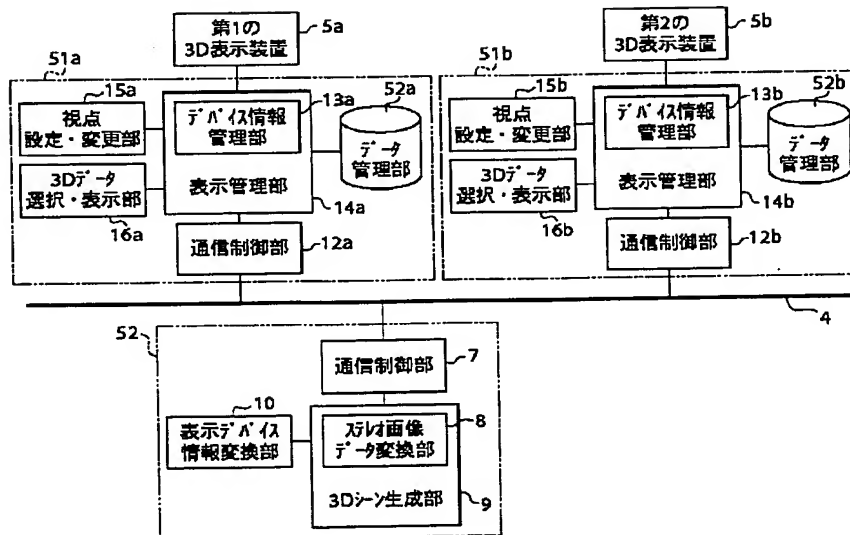 第1の
3D表示装置
5a
第2の
3D表示装置
5b
51a
15a
視点
設定・変更部
デバイス情報
管理部
13a
52a
データ
管理部
3Dデータ
選択・表示部
16a
表示管理部
14a
通信制御部
12a
51b
15b
視点
設定・変更部
デバイス情報
管理部
13b
52b
データ
管理部
3Dデータ
選択・表示部
16b
表示管理部
14b
通信制御部
12b
4
52
通信制御部
7
10
表示デバイス
情報変換部
ステレオ画像
データ変換部
8
3Dシーン生成部
9